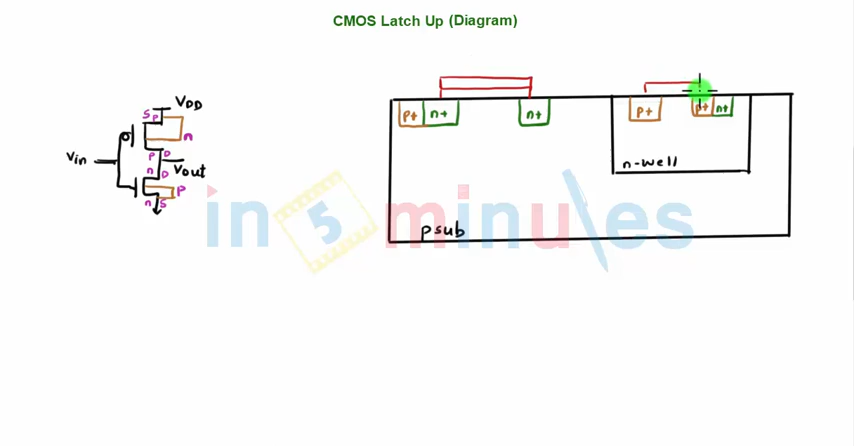 CMOS Latch Up (Diagram)
VDD
S P
n
P D
Vin
Vout
n D
P
n S
p+ n+
n+
p+
p+ n+
n-well
psub
in 5 minutes